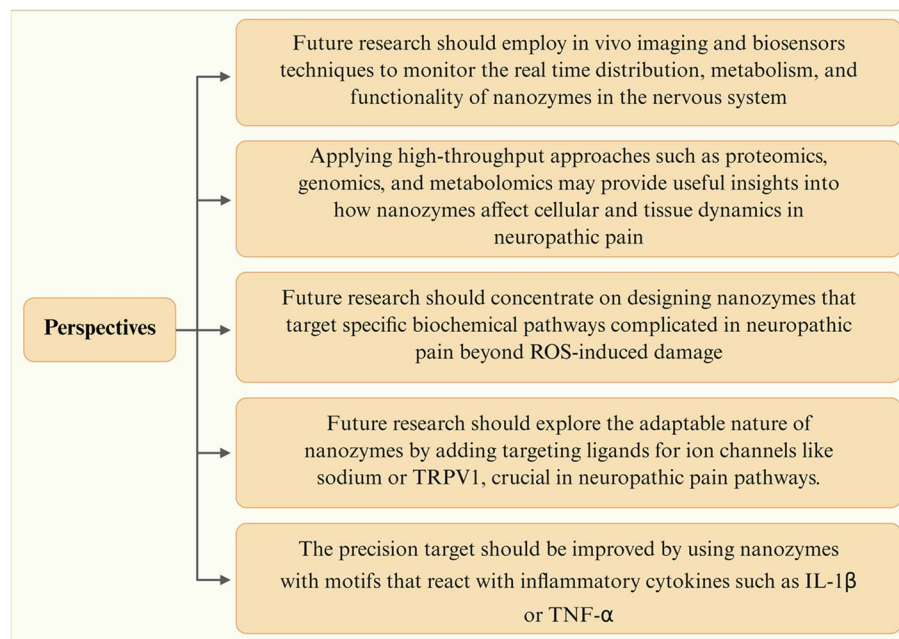 Future research should employ in vivo imaging and biosensors
techniques to monitor the real time distribution, metabolism, and
functionality of nanozymes in the nervous system
Applying high-throughput approaches such as proteomics,
genomics, and metabolomics may provide useful insights into
how nanozymes affect cellular and tissue dynamics in
neuropathic pain
Perspectives
Future research should concentrate on designing nanozymes that
target specific biochemical pathways complicated in neuropathic
pain beyond ROS-induced damage
Future research should explore the adaptable nature of
nanozymes by adding targeting ligands for ion channels like
sodium or TRPV1, crucial in neuropathic pain pathways.
The precision target should be improved by using nanozymes
with motifs that react with inflammatory cytokines such as IL-1β
or TNF-α